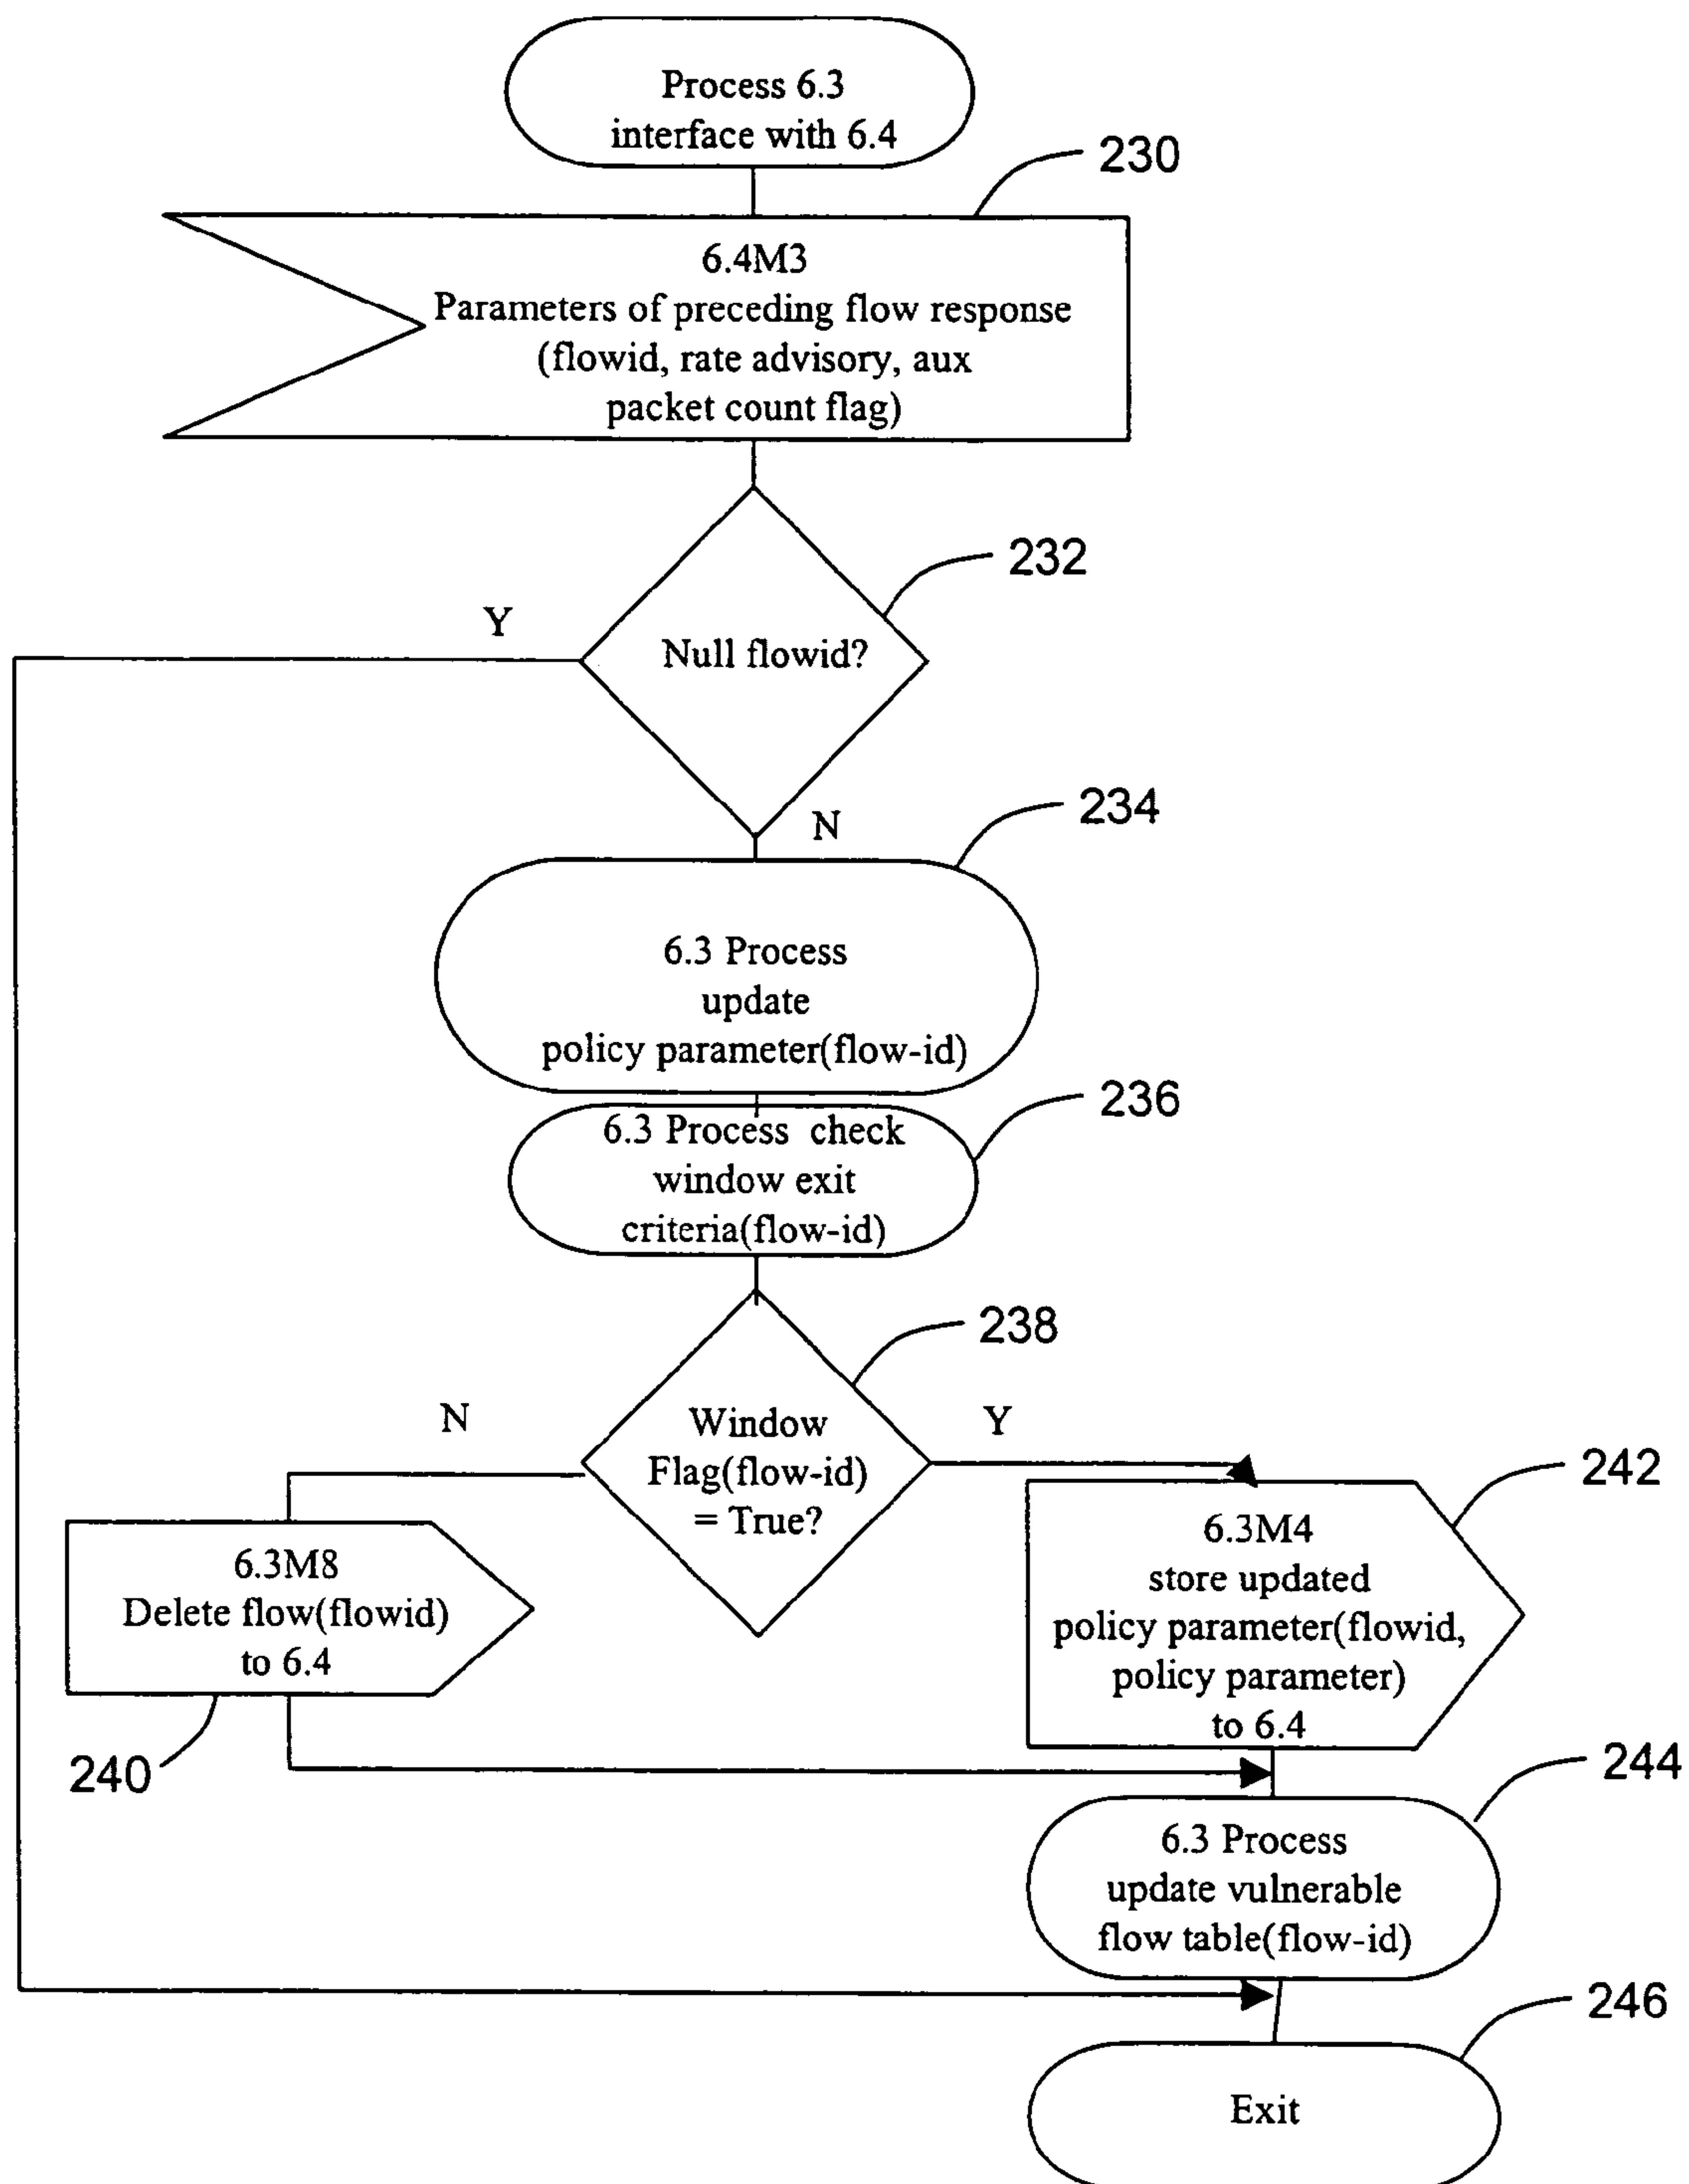 Process 6.3
interface with 6.4
230
6.4M3
Parameters of preceding flow response
(flowid, rate advisory, aux
packet count flag)
232
Y
Null flowid?
N
234
6.3 Process
update
policy parameter(flow-id)
236
6.3 Process check
window exit
criteria(flow-id)
238
N
Window
Flag(flow-id)
= True?
Y
242
6.3M8
Delete flow(flowid)
to 6.4
240
6.3M4
store updated
policy parameter(flowid,
policy parameter)
to 6.4
244
6.3 Process
update vulnerable
flow table(flow-id)
246
Exit